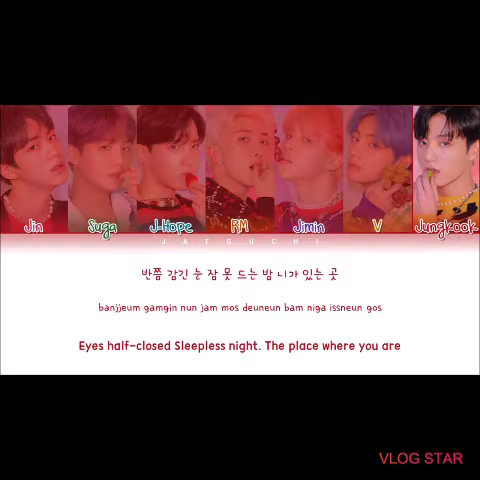 Jin Suga J-Hope RM Jimin V Jungkook
JAEGUCHI
반쯤 감긴 눈 잠 못 드는 밤 니가 있는 곳
banjjeum gamgin nun jam mos deuneun bam niga issneun gos
Eyes half-closed Sleepless night. The place where you are
VLOG STAR